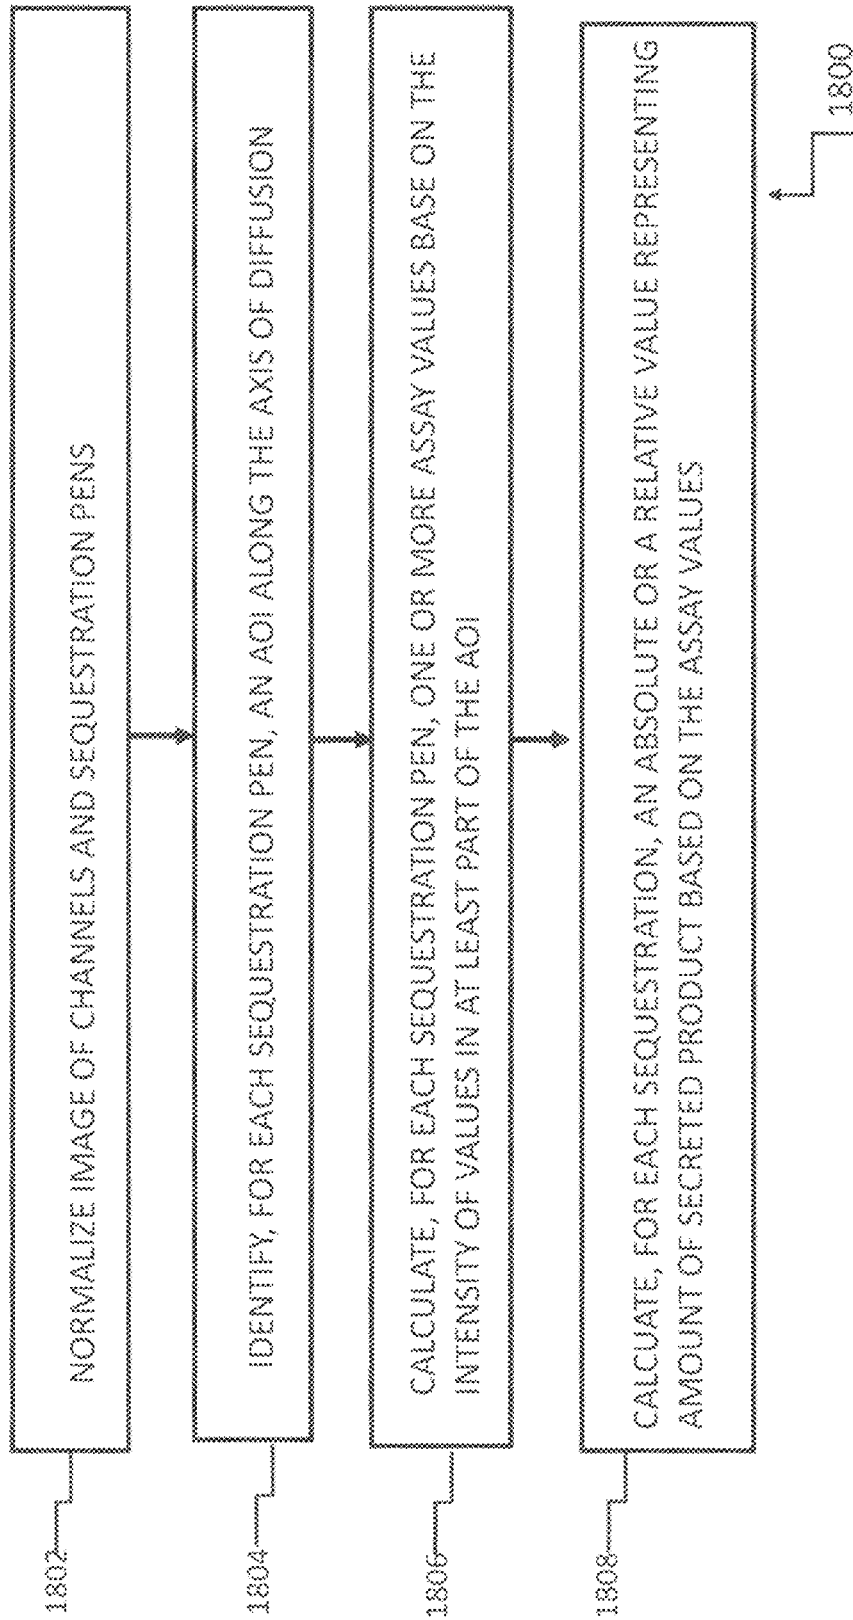 1802
NORMALIZE IMAGE OF CHANNELS AND SEQUESTRATION PENS
1804
IDENTIFY, FOR EACH SEQUESTRATION PEN, AN AOI ALONG THE AXIS OF DIFFUSION
1806
CALCULATE, FOR EACH SEQUESTRATION PEN, ONE OR MORE ASSAY VALUES BASE ON THE
INTENSITY OF VALUES IN AT LEAST PART OF THE AOI
1808
CALCUATE, FOR EACH SEQUESTRATION, AN ABSOLUTE OR A RELATIVE VALUE REPRESENTING
AMOUNT OF SECRETED PRODUCT BASED ON THE ASSAY VALUES
1800